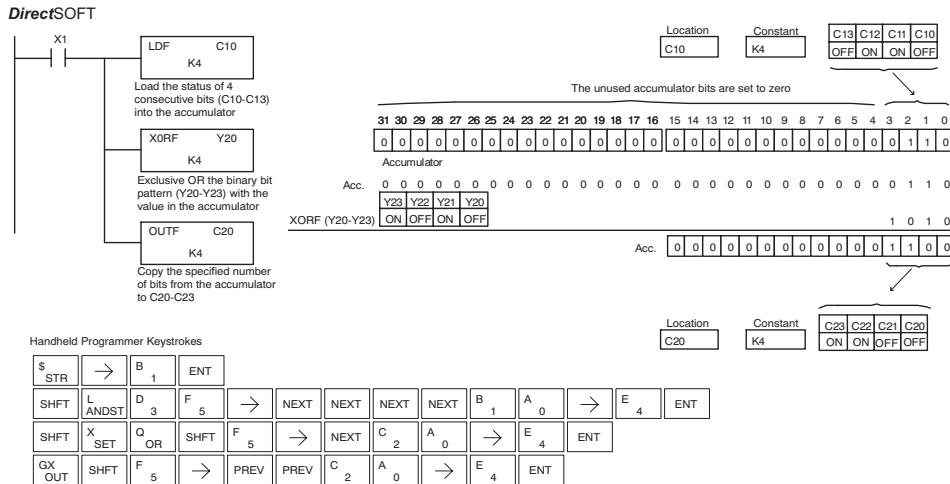 DirectSOFT
X1
LDF C10
K4
Load the status of 4
consecutive bits (C10-C13)
into the accumulator
X0RF Y20
K4
Exclusive OR the binary bit
pattern (Y20-Y23) with the
value in the accumulator
OUTF C20
K4
Copy the specified number
of bits from the accumulator
to C20-C23
Location Constant
C10 K4
C13 C12 C11 C10
OFF ON ON OFF
The unused accumulator bits are set to zero
31 30 29 28 27 26 25 24 23 22 21 20 19 18 17 16 15 14 13 12 11 10 9 8 7 6 5 4 3 2 1 0
0 0 0 0 0 0 0 0 0 0 0 0 0 0 0 0 0 0 0 0 0 0 0 0 0 0 0 0 0 1 1 0
Accumulator
Acc. 0 0 0 0 0 0 0 0 0 0 0 0 0 0 0 0 0 0 0 0 0 0 0 0 0 0 0 0 0 1 1 0
Y23 Y22 Y21 Y20
XORF (Y20-Y23) ON OFF ON OFF 1 0 1 0
Acc. 0 0 0 0 0 0 0 0 0 0 0 0 1 1 0 0
Location Constant
C20 K4
C23 C22 C21 C20
ON ON OFF OFF
Handheld Programmer Keystrokes
$ STR → B 1 ENT
SHFT L ANDST D 3 F 5 → NEXT NEXT NEXT NEXT B 1 A 0 → E 4 ENT
SHFT X SET Q OR SHFT F 5 → NEXT C 2 A 0 → E 4 ENT
GX OUT SHFT F 5 → PREV PREV C 2 A 0 → E 4 ENT